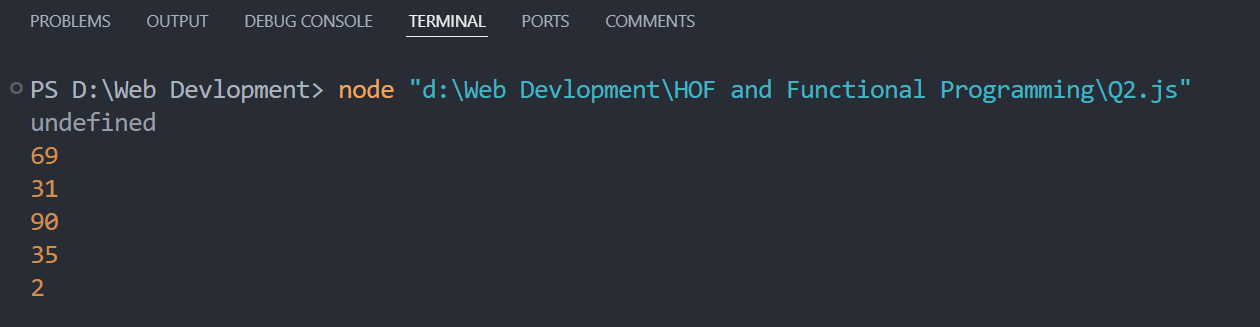 PROBLEMS OUTPUT DEBUG CONSOLE TERMINAL PORTS COMMENTS
PS D:\Web Devlopment> node "d:\Web Devlopment\HOF and Functional Programming\Q2.js"
undefined
69
31
90
35
2